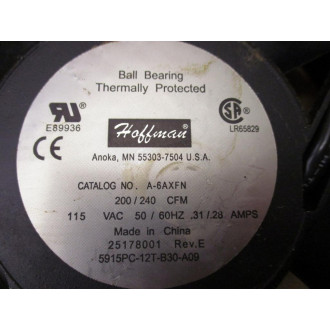 Ball Bearing
Thermally Protected
E89936
Hoffman
LR65829
Anoka, MN 55303-7504 U.S.A.
CATALOG NO. A-6AXFN
200 / 240 CFM
115 VAC 50 / 60HZ .31 / .28 AMPS
Made in China
25178001 Rev.E
5915PC-12T-B30-A09